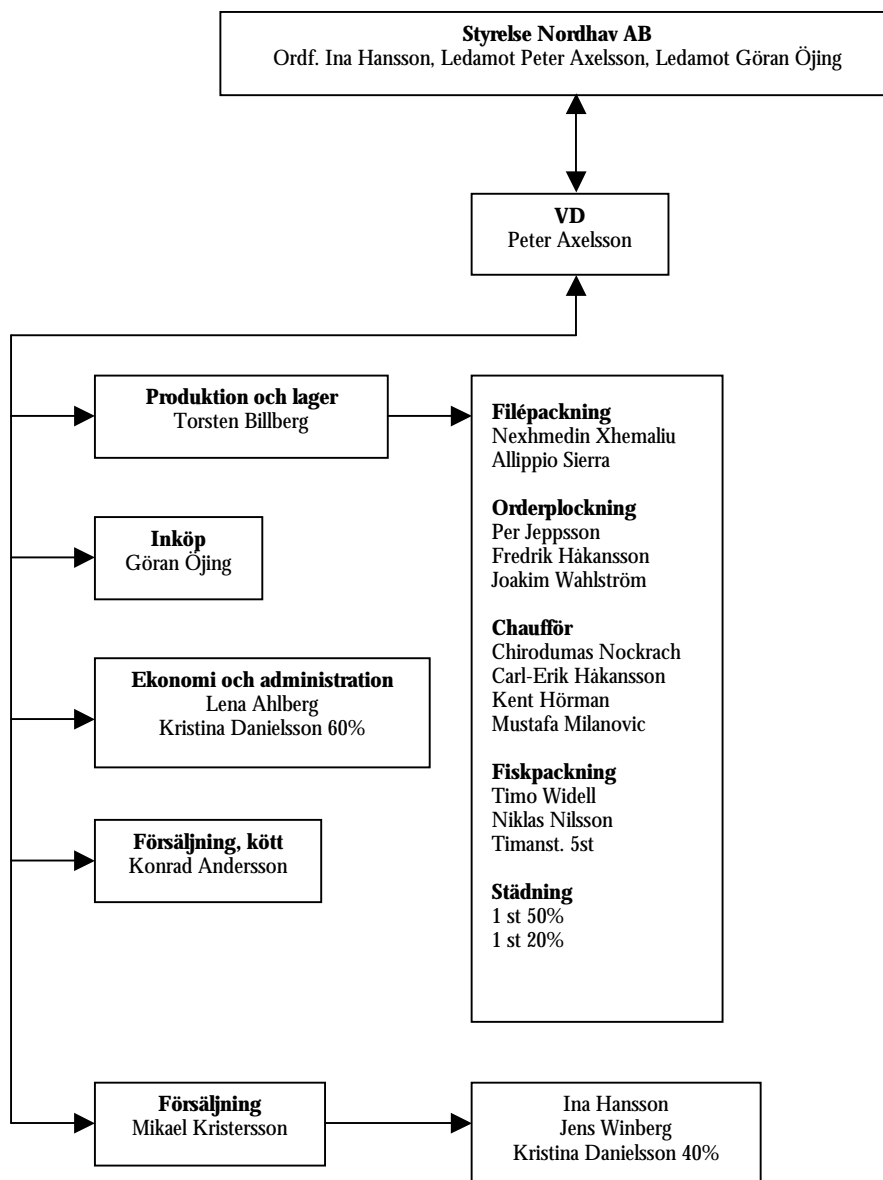 Styrelse Nordhav AB
Ordf. Ina Hansson, Ledamot Peter Axelsson, Ledamot Göran Öjing
VD
Peter Axelsson
Produktion och lager
Torsten Billberg
Filépackning
Nexhmedin Xhemaliu
Allippio Sierra
Orderplockning
Per Jeppsson
Fredrik Håkansson
Joakim Wahlström
Chaufför
Chirodumas Nockrach
Carl-Erik Håkansson
Kent Hörman
Mustafa Milanovic
Fiskpackning
Timo Widell
Niklas Nilsson
Timanst. 5st
Städning
1 st 50%
1 st 20%
Inköp
Göran Öjing
Ekonomi och administration
Lena Ahlberg
Kristina Danielsson 60%
Försäljning, kött
Konrad Andersson
Försäljning
Mikael Kristersson
Ina Hansson
Jens Winberg
Kristina Danielsson 40%